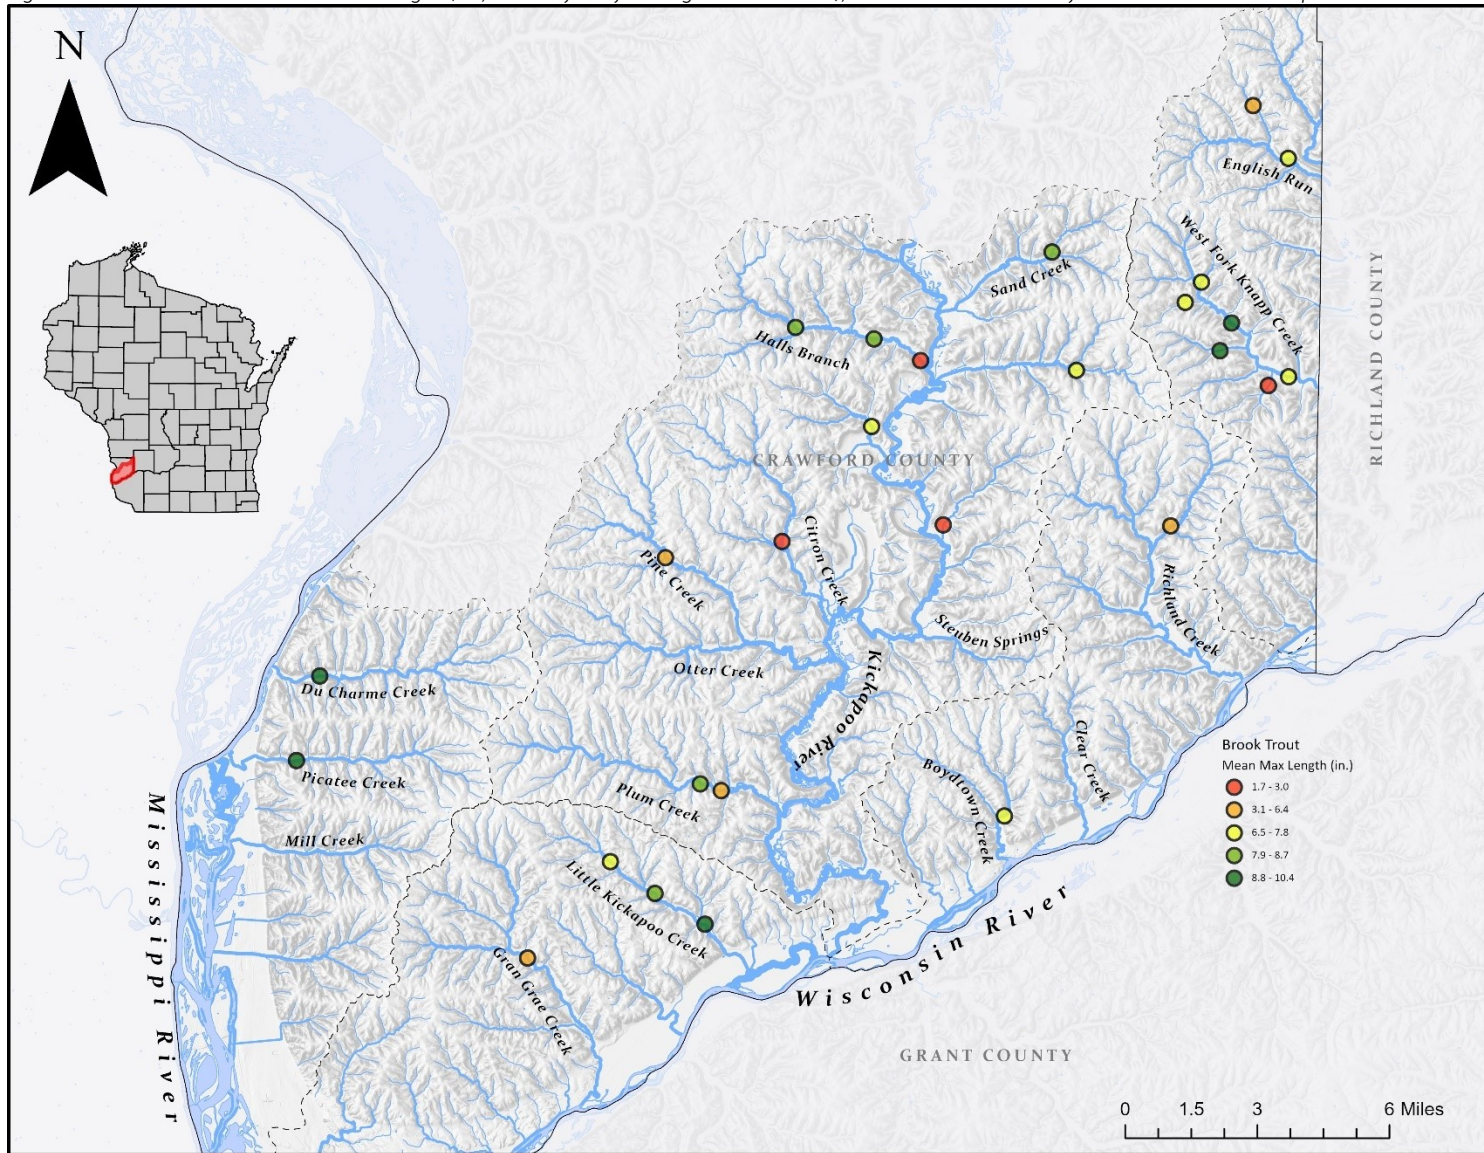 N
English Run
West Fork Knapp Creek
RICHLAND COUNTY
Sand Creek
Halls Branch
CRAWFORD COUNTY
Citron Creek
Pine Creek
Richland Creek
Steuben Springs
Otter Creek
Kickapoo River
Du Charme Creek
Picatee Creek
Plum Creek
Boydtown Creek
Clear Creek
Mill Creek
Little Kickapoo Creek
Gran Grae Creek
Mississippi River
Wisconsin River
GRANT COUNTY
Brook Trout
Mean Max Length (in.)
1.7 - 3.0
3.1 - 6.4
6.5 - 7.8
7.9 - 8.7
8.8 - 10.4
0 1.5 3 6 Miles